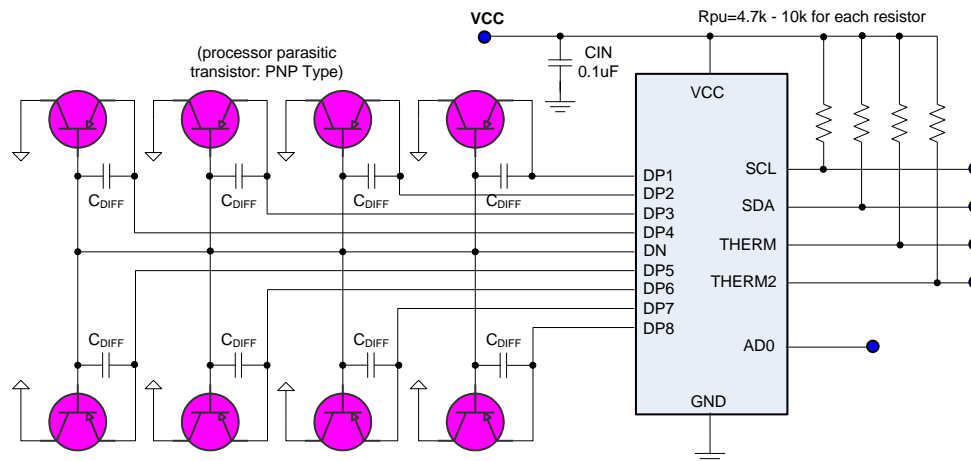 VCC
Rpu=4.7k - 10k for each resistor
(processor parasitic
transistor: PNP Type)
CIN
0.1uF
VCC
CDIFF
CDIFF
CDIFF
CDIFF
DP1
DP2
DP3
DP4
DN
DP5
DP6
DP7
DP8
SCL
SDA
THERM
THERM2
AD0
GND
CDIFF
CDIFF
CDIFF
CDIFF